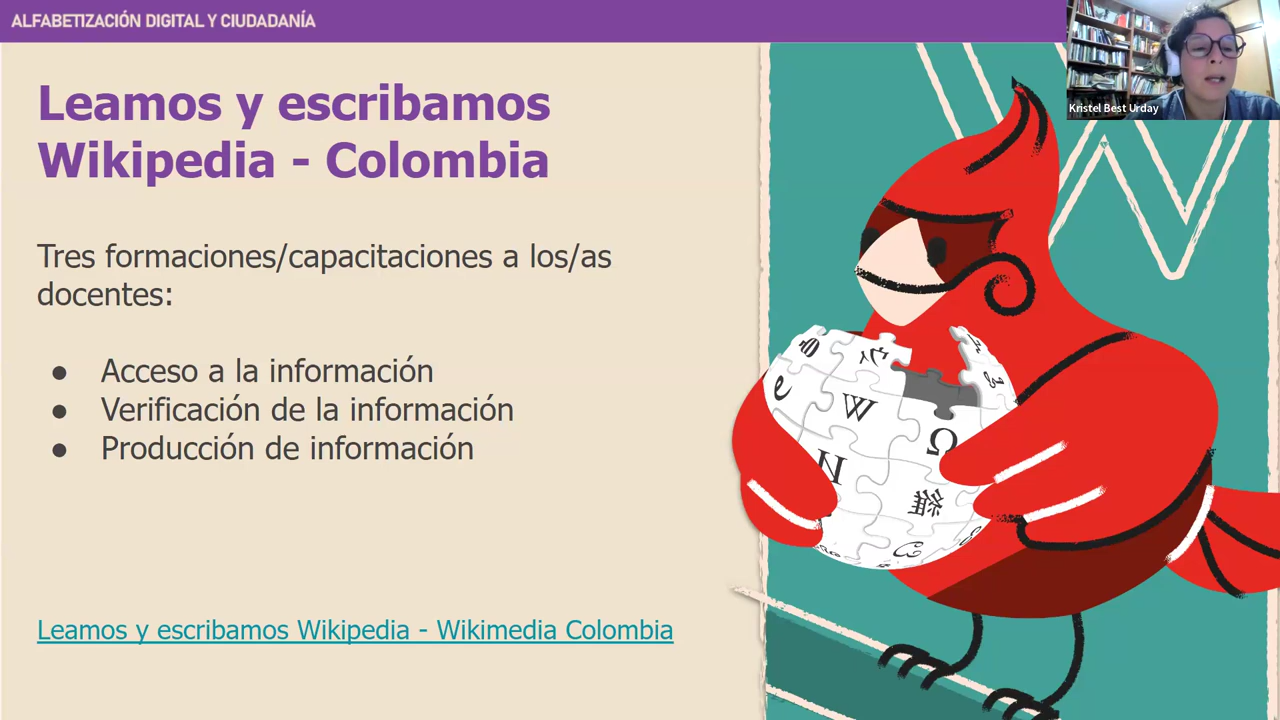 ALFABETIZACIÓN DIGITAL Y CIUDADANÍA
Kristel Best Urday
Leamos y escribamos
Wikipedia - Colombia
Tres formaciones/capacitaciones a los/as
docentes:
● Acceso a la información
● Verificación de la información
● Producción de información
W
Ω
И
維
Leamos y escribamos Wikipedia - Wikimedia Colombia